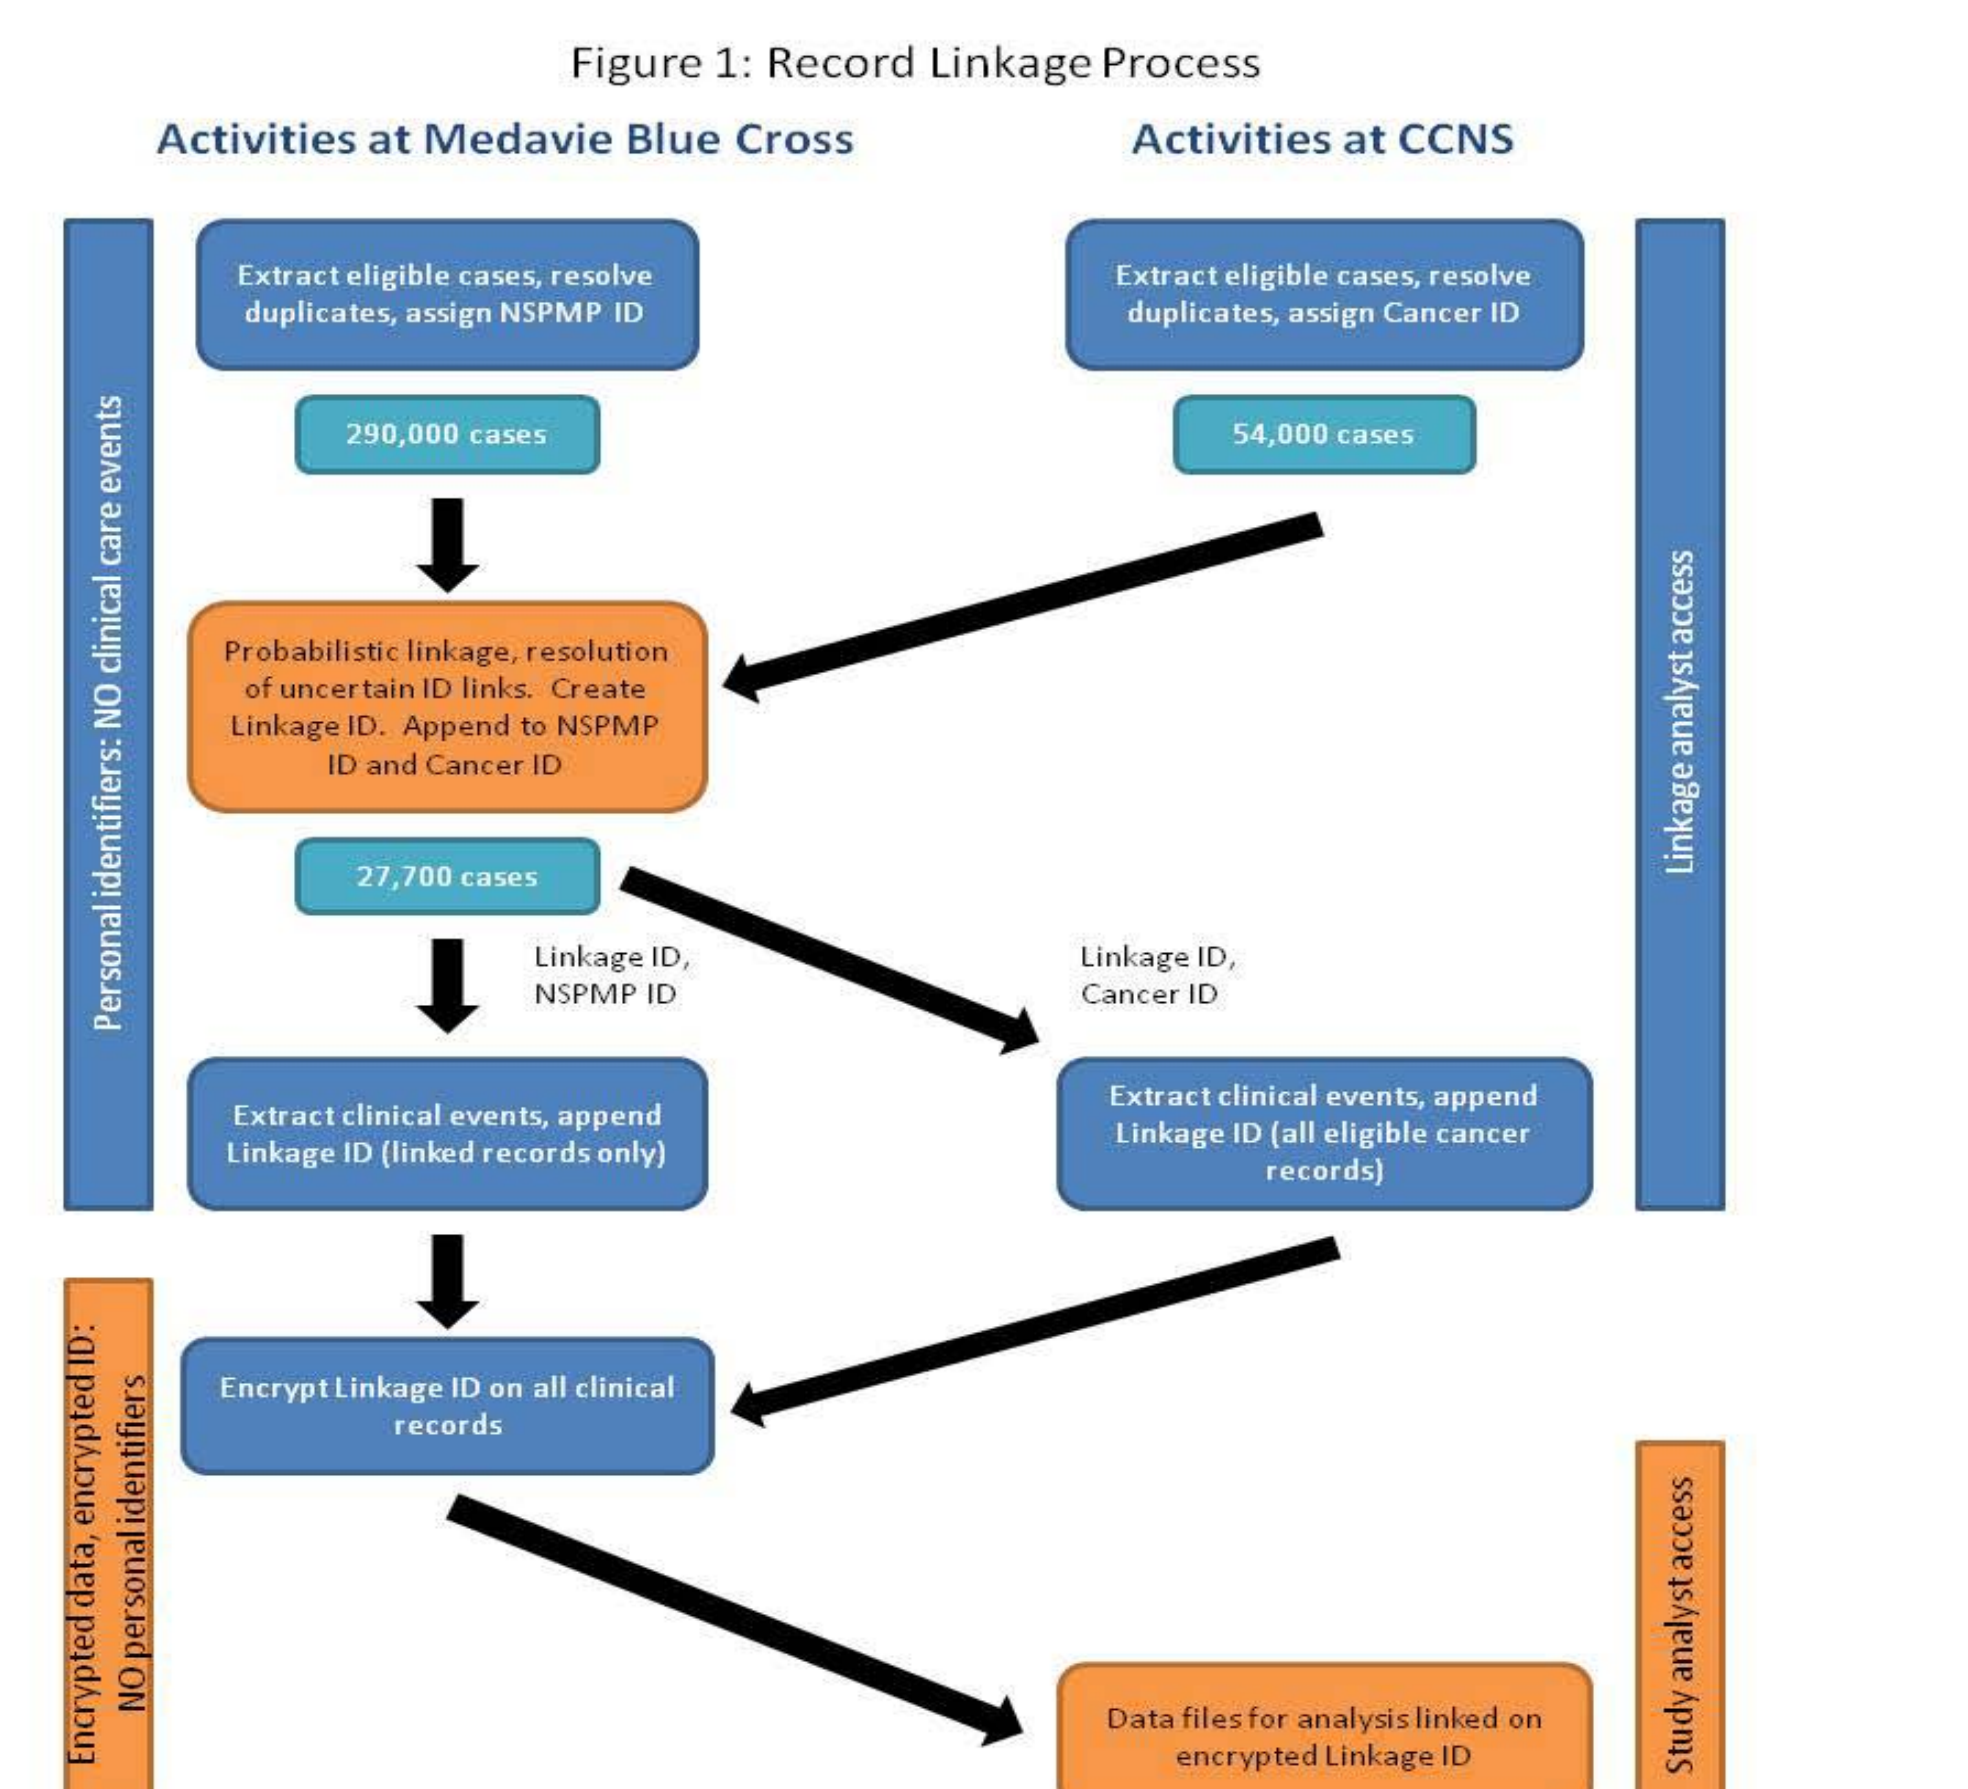 Figure 1: Record Linkage Process
Activities at Medavie Blue Cross
Activities at CCNS
Personal identifiers: NO clinical care events
Extract eligible cases, resolve
duplicates, assign NSPMP ID
Extract eligible cases, resolve
duplicates, assign Cancer ID
Linkage analyst access
290,000 cases
54,000 cases
Probabilistic linkage, resolution
of uncertain ID links.  Create
Linkage ID.  Append to NSPMP
ID and Cancer ID
27,700 cases
Linkage ID,
NSPMP ID
Linkage ID,
Cancer ID
Extract clinical events, append
Linkage ID (linked records only)
Extract clinical events, append
Linkage ID (all eligible cancer
records)
Encrypted data, encrypted ID:
NO personal identifiers
Encrypt Linkage ID on all clinical
records
Study analyst access
Data files for analysis linked on
encrypted Linkage ID